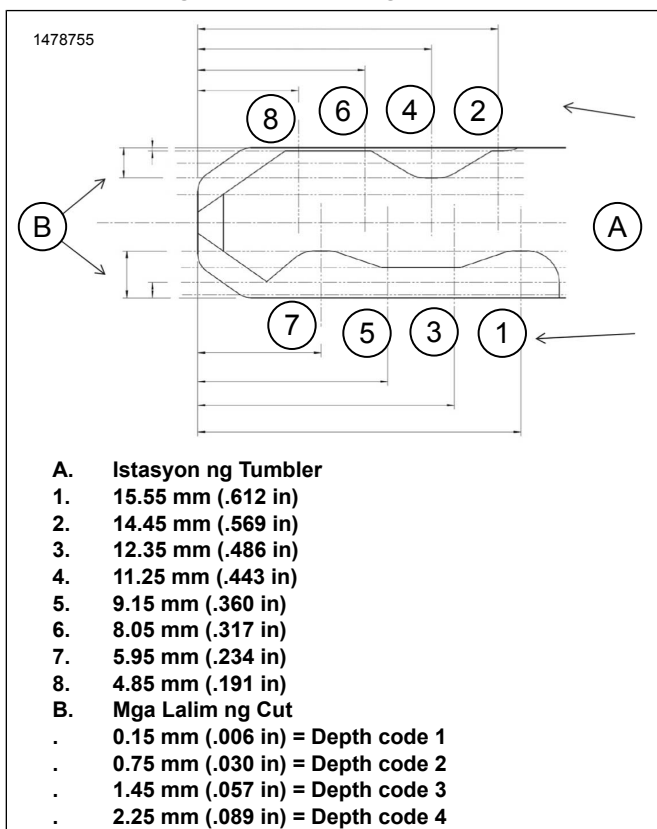 1478755
8 6 4 2
B A
7 5 3 1
A. Istasyon ng Tumbler
1. 15.55 mm (.612 in)
2. 14.45 mm (.569 in)
3. 12.35 mm (.486 in)
4. 11.25 mm (.443 in)
5. 9.15 mm (.360 in)
6. 8.05 mm (.317 in)
7. 5.95 mm (.234 in)
8. 4.85 mm (.191 in)
B. Mga Lalim ng Cut
. 0.15 mm (.006 in) = Depth code 1
. 0.75 mm (.030 in) = Depth code 2
. 1.45 mm (.057 in) = Depth code 3
. 2.25 mm (.089 in) = Depth code 4